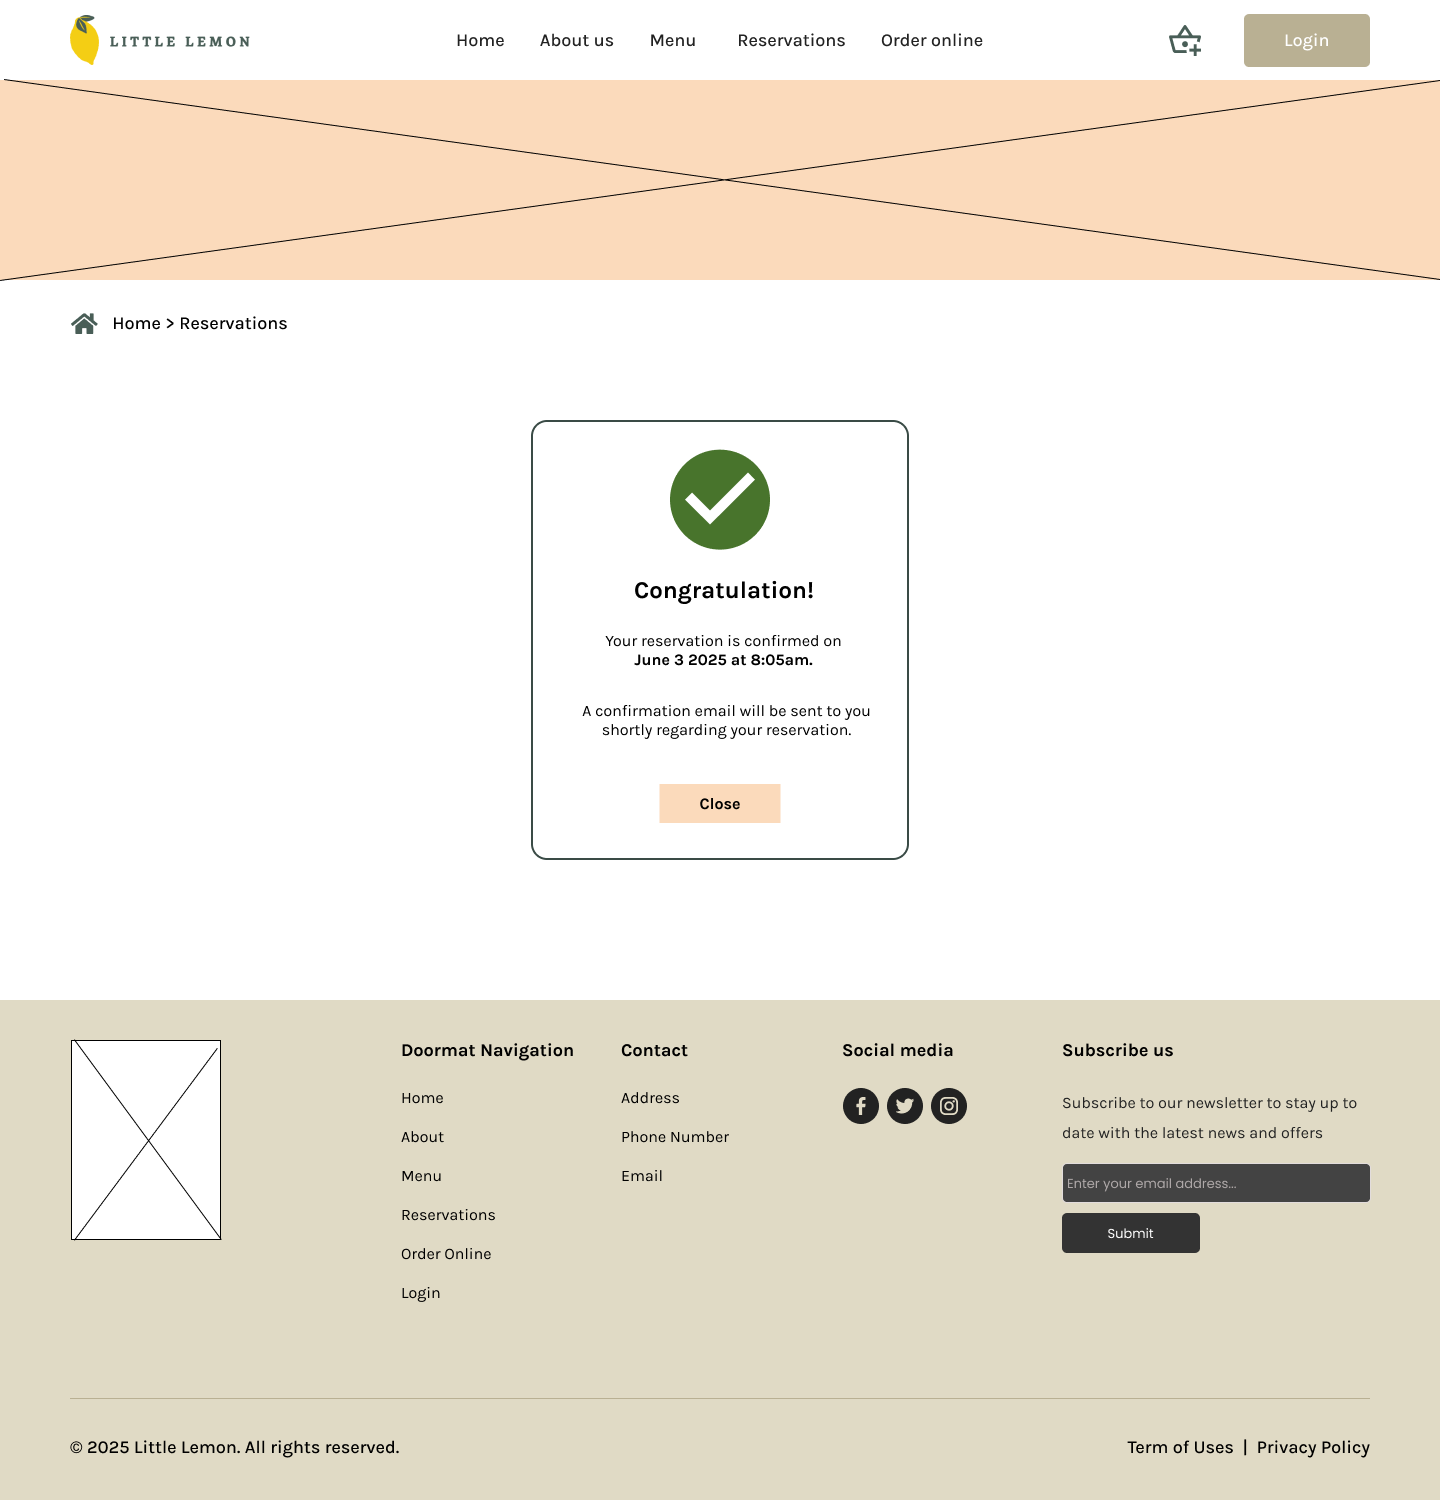 LITTLE LEMON
Home About us Menu Reservations Order online
Login
Home > Reservations
Congratulation!
Your reservation is confirmed on
June 3 2025 at 8:05am.
A confirmation email will be sent to you
shortly regarding your reservation.
Close
Doormat Navigation
Home
About
Menu
Reservations
Order Online
Login
Contact
Address
Phone Number
Email
Social media
Subscribe us
Subscribe to our newsletter to stay up to
date with the latest news and offers
Enter your email address...
Submit
© 2025 Little Lemon. All rights reserved.
Term of Uses | Privacy Policy